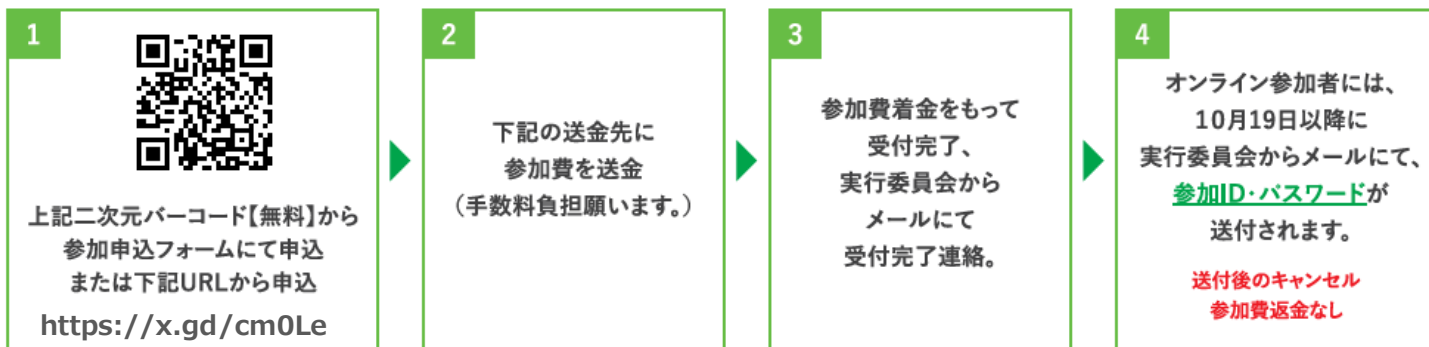 1
上記二次元バーコード【無料】から
参加申込フォームにて申込
または下記URLから申込
https://x.gd/cm0Le
2
下記の送金先に
参加費を送金
（手数料負担願います。）
3
参加費着金をもって
受付完了、
実行委員会から
メールにて
受付完了連絡。
4
オンライン参加者には、
10月19日以降に
実行委員会からメールにて、
参加ID・パスワードが
送付されます。
送付後のキャンセル
参加費返金なし